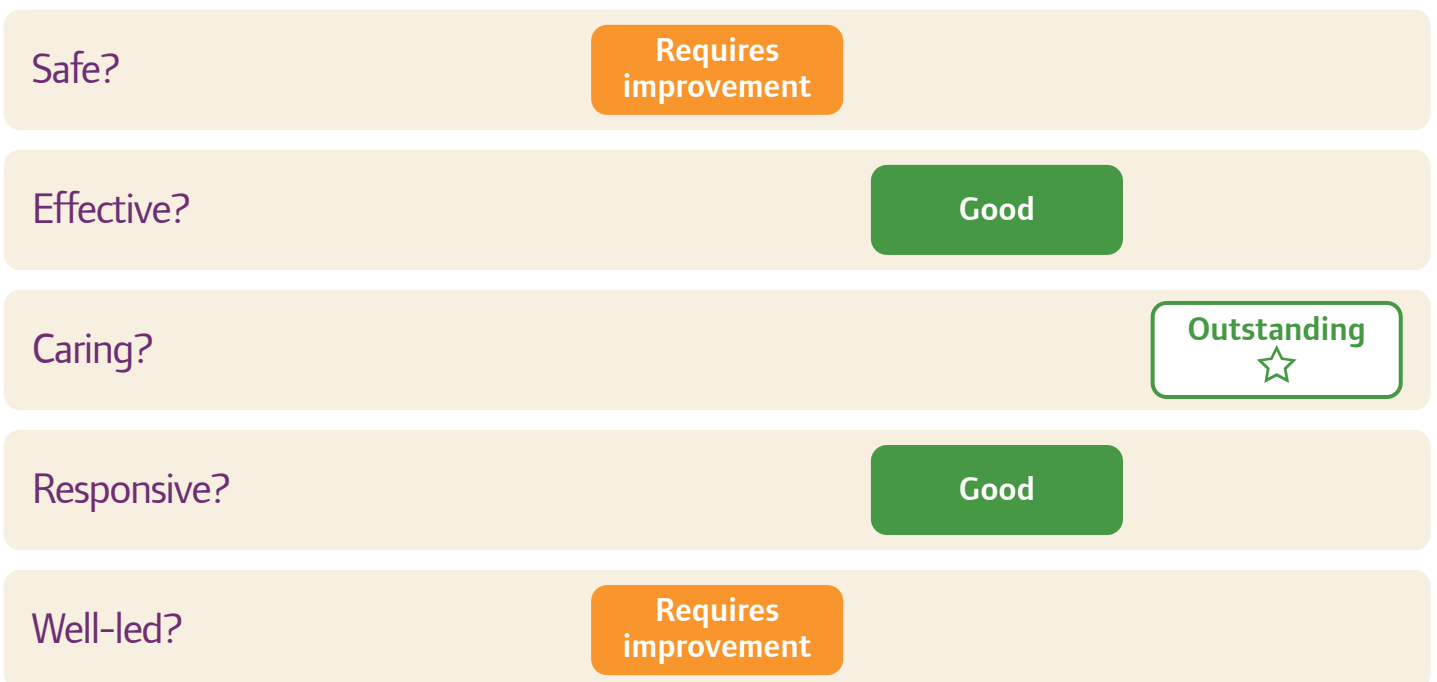 Safe?
Requires
improvement
Effective?
Good
Caring?
Outstanding
Responsive?
Good
Well-led?
Requires
improvement